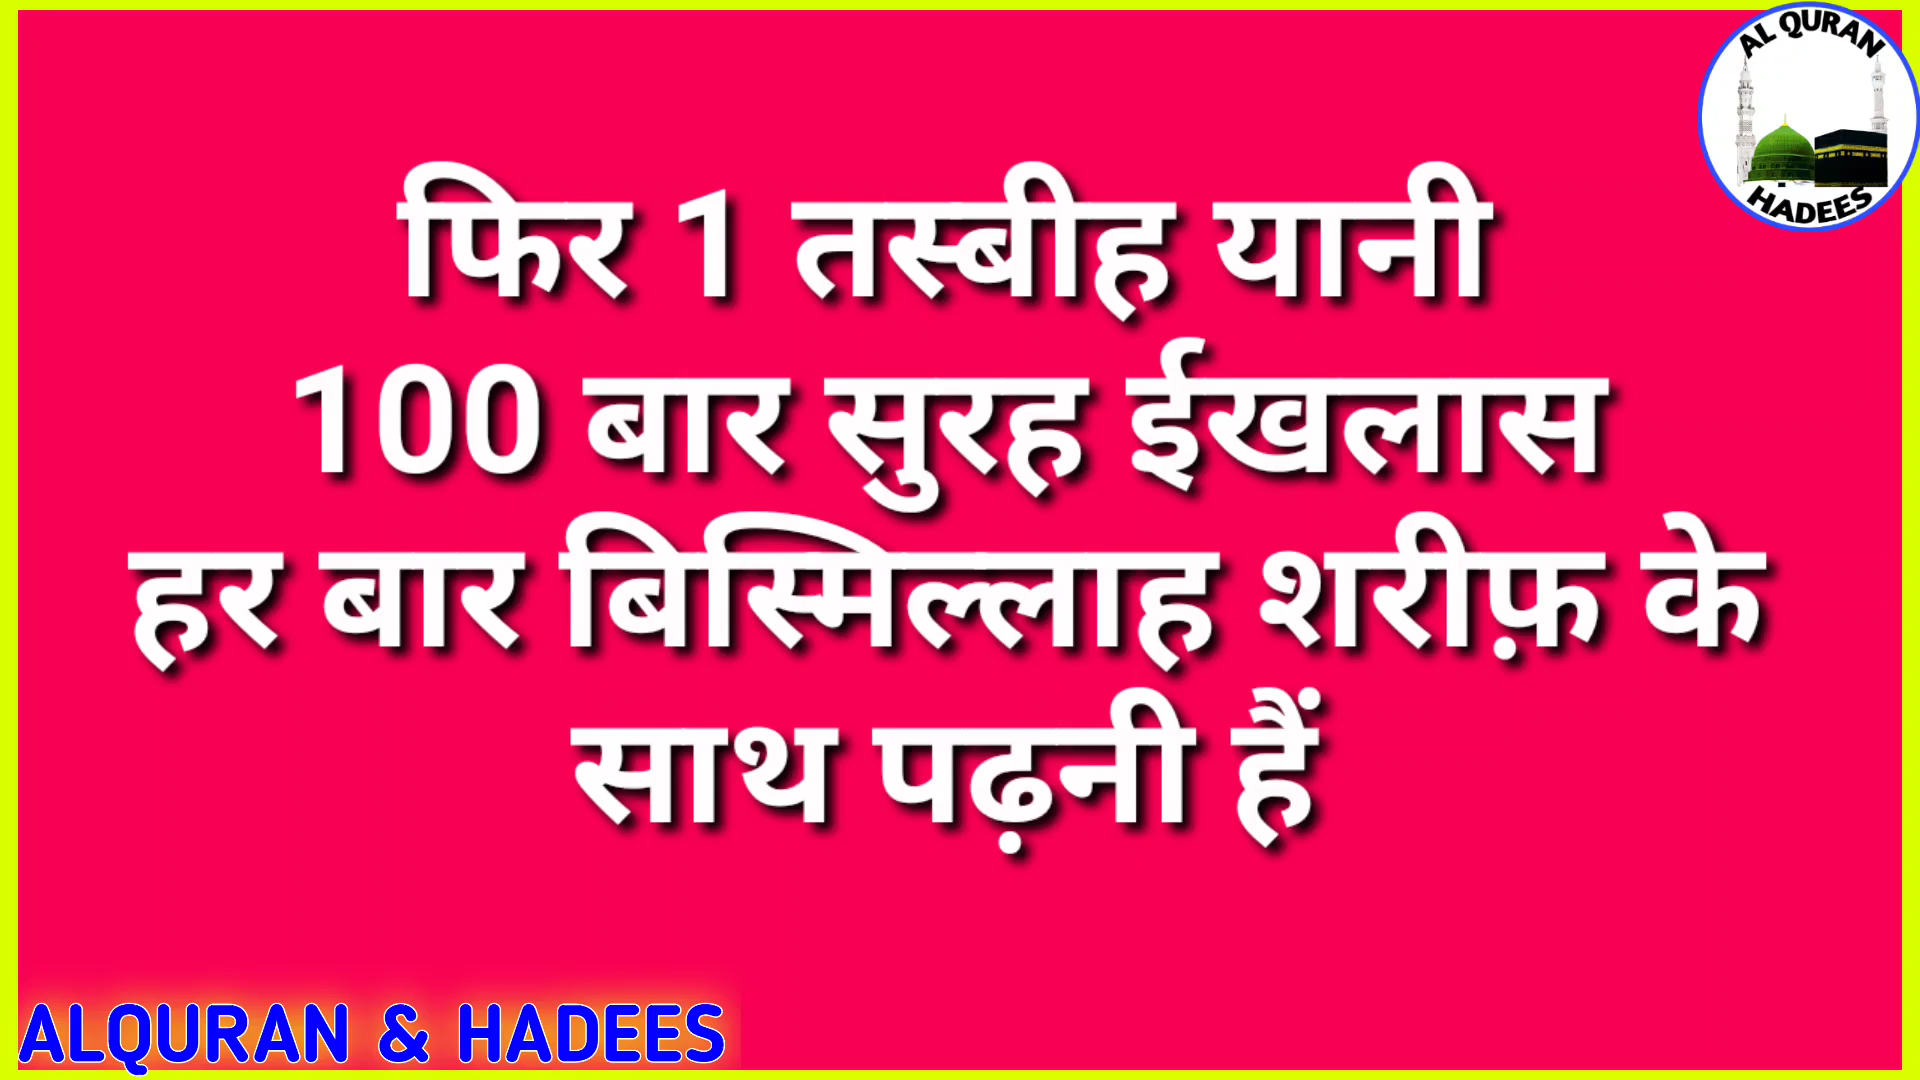 AL QURAN
HADEES
फिर 1 तस्बीह यानी
100 बार सुरह ईखलास
हर बार बिस्मिल्लाह शरीफ़ के
साथ पढ़नी हैं
ALQURAN & HADEES